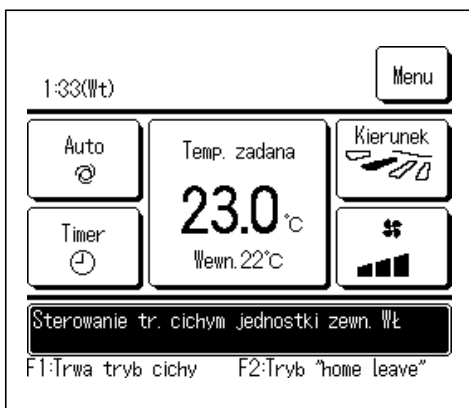 Menu
1:33(Wt)
Auto
Temp. zadana
Kierunek
23.0°C
Timer
Wewn.22°C
Sterowanie tr. cichym jednostki zewn. WŁ
F1:Trwa tryb cichy F2:Tryb "home leave"